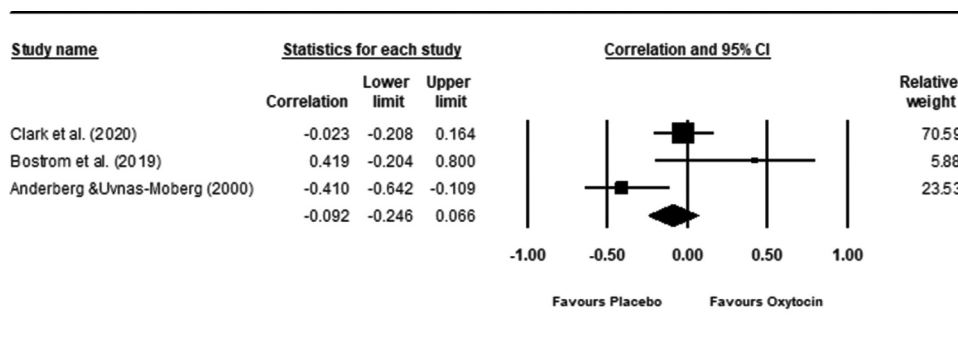 Study name Statistics for each study Correlation and 95% CI
Lower Upper Relative
Correlation limit limit weight
Clark et al. (2020) -0.023 -0.208 0.164 70.59
Bostrom et al. (2019) 0.419 -0.204 0.800 5.88
Anderberg &Uvnas-Moberg (2000) -0.410 -0.642 -0.109 23.53
-0.092 -0.246 0.066
-1.00 -0.50 0.00 0.50 1.00
Favours Placebo Favours Oxytocin